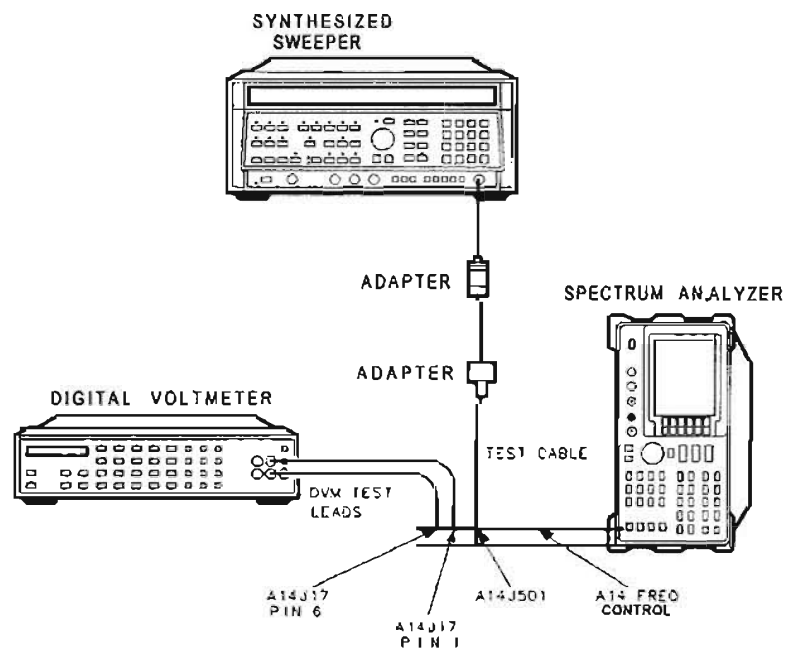 SYNTHESIZED
SWEEPER
ADAPTER
SPECTRUM ANALYZER
ADAPTER
DIGITAL VOLTMETER
TEST CABLE
DVM TEST
LEADS
A14J17
PIN 6
A14J17
PIN 1
A14J501
A14 FREQ
CONTROL